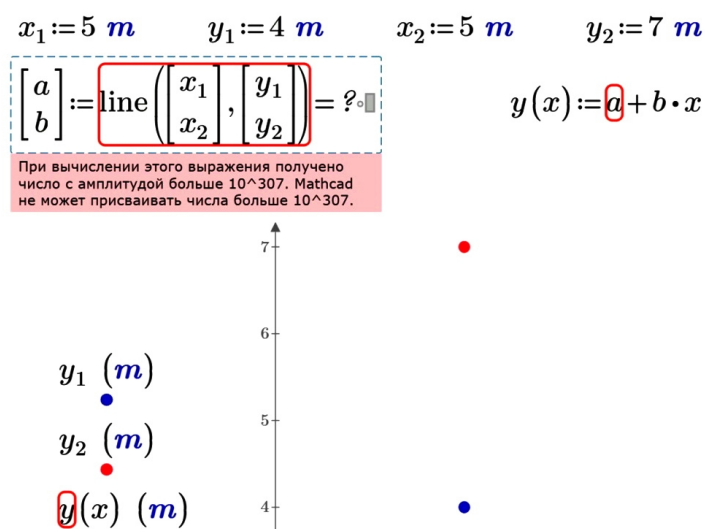 x₁:=5 m y₁:=4 m x₂:=5 m y₂:=7 m
[a b]:=line([x₁ x₂],[y₁ y₂])=? y(x):=a+b·x
При вычислении этого выражения получено
число с амплитудой больше 10^307. Mathcad
не может присваивать числа больше 10^307.
7
6
y₁ (m)
5
y₂ (m)
y(x) (m)
4